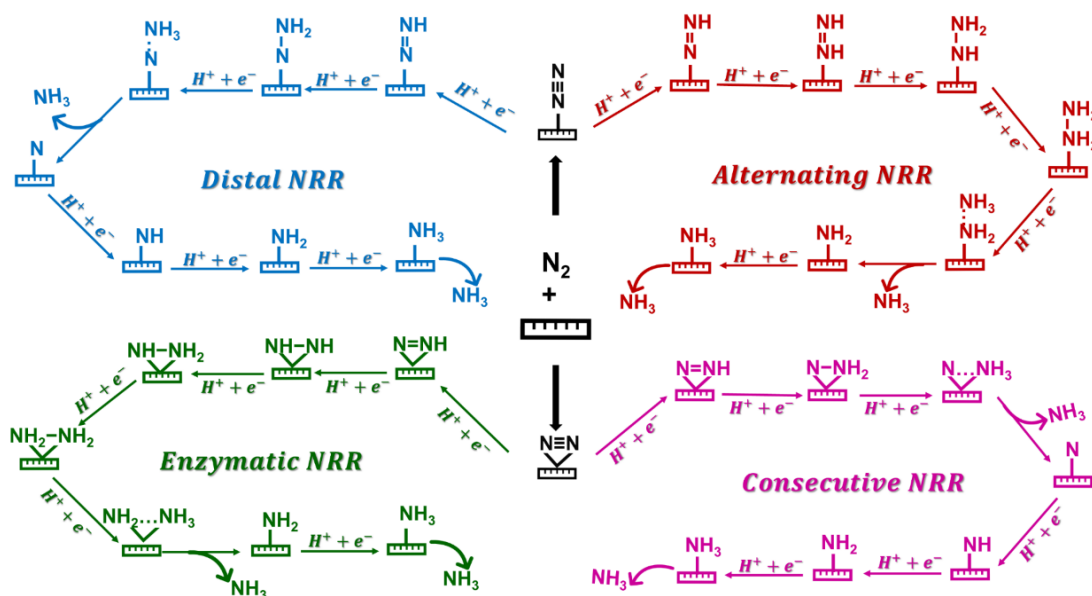 NH₃
N
H⁺ + e⁻
NH₂
N
H⁺ + e⁻
NH
N
H⁺ + e⁻
N
N
NH₃
N
H⁺ + e⁻
Distal NRR
NH
H⁺ + e⁻
NH₂
H⁺ + e⁻
NH₃
NH₃
H⁺ + e⁻
NH
N
H⁺ + e⁻
NH
NH
H⁺ + e⁻
NH₂
NH
H⁺ + e⁻
NH₂
NH₂
H⁺ + e⁻
Alternating NRR
NH₃
NH₂
NH₃
NH₂
H⁺ + e⁻
NH₃
NH₃
N₂
+
N≡N
H⁺ + e⁻
N=NH
H⁺ + e⁻
NH−NH
H⁺ + e⁻
NH−NH₂
H⁺ + e⁻
NH₂−NH₂
H⁺ + e⁻
Enzymatic NRR
NH₂...NH₃
NH₃
NH₂
H⁺ + e⁻
NH₃
NH₃
H⁺ + e⁻
N=NH
H⁺ + e⁻
N−NH₂
H⁺ + e⁻
N...NH₃
NH₃
N
H⁺ + e⁻
Consecutive NRR
NH
H⁺ + e⁻
NH₂
H⁺ + e⁻
NH₃
NH₃